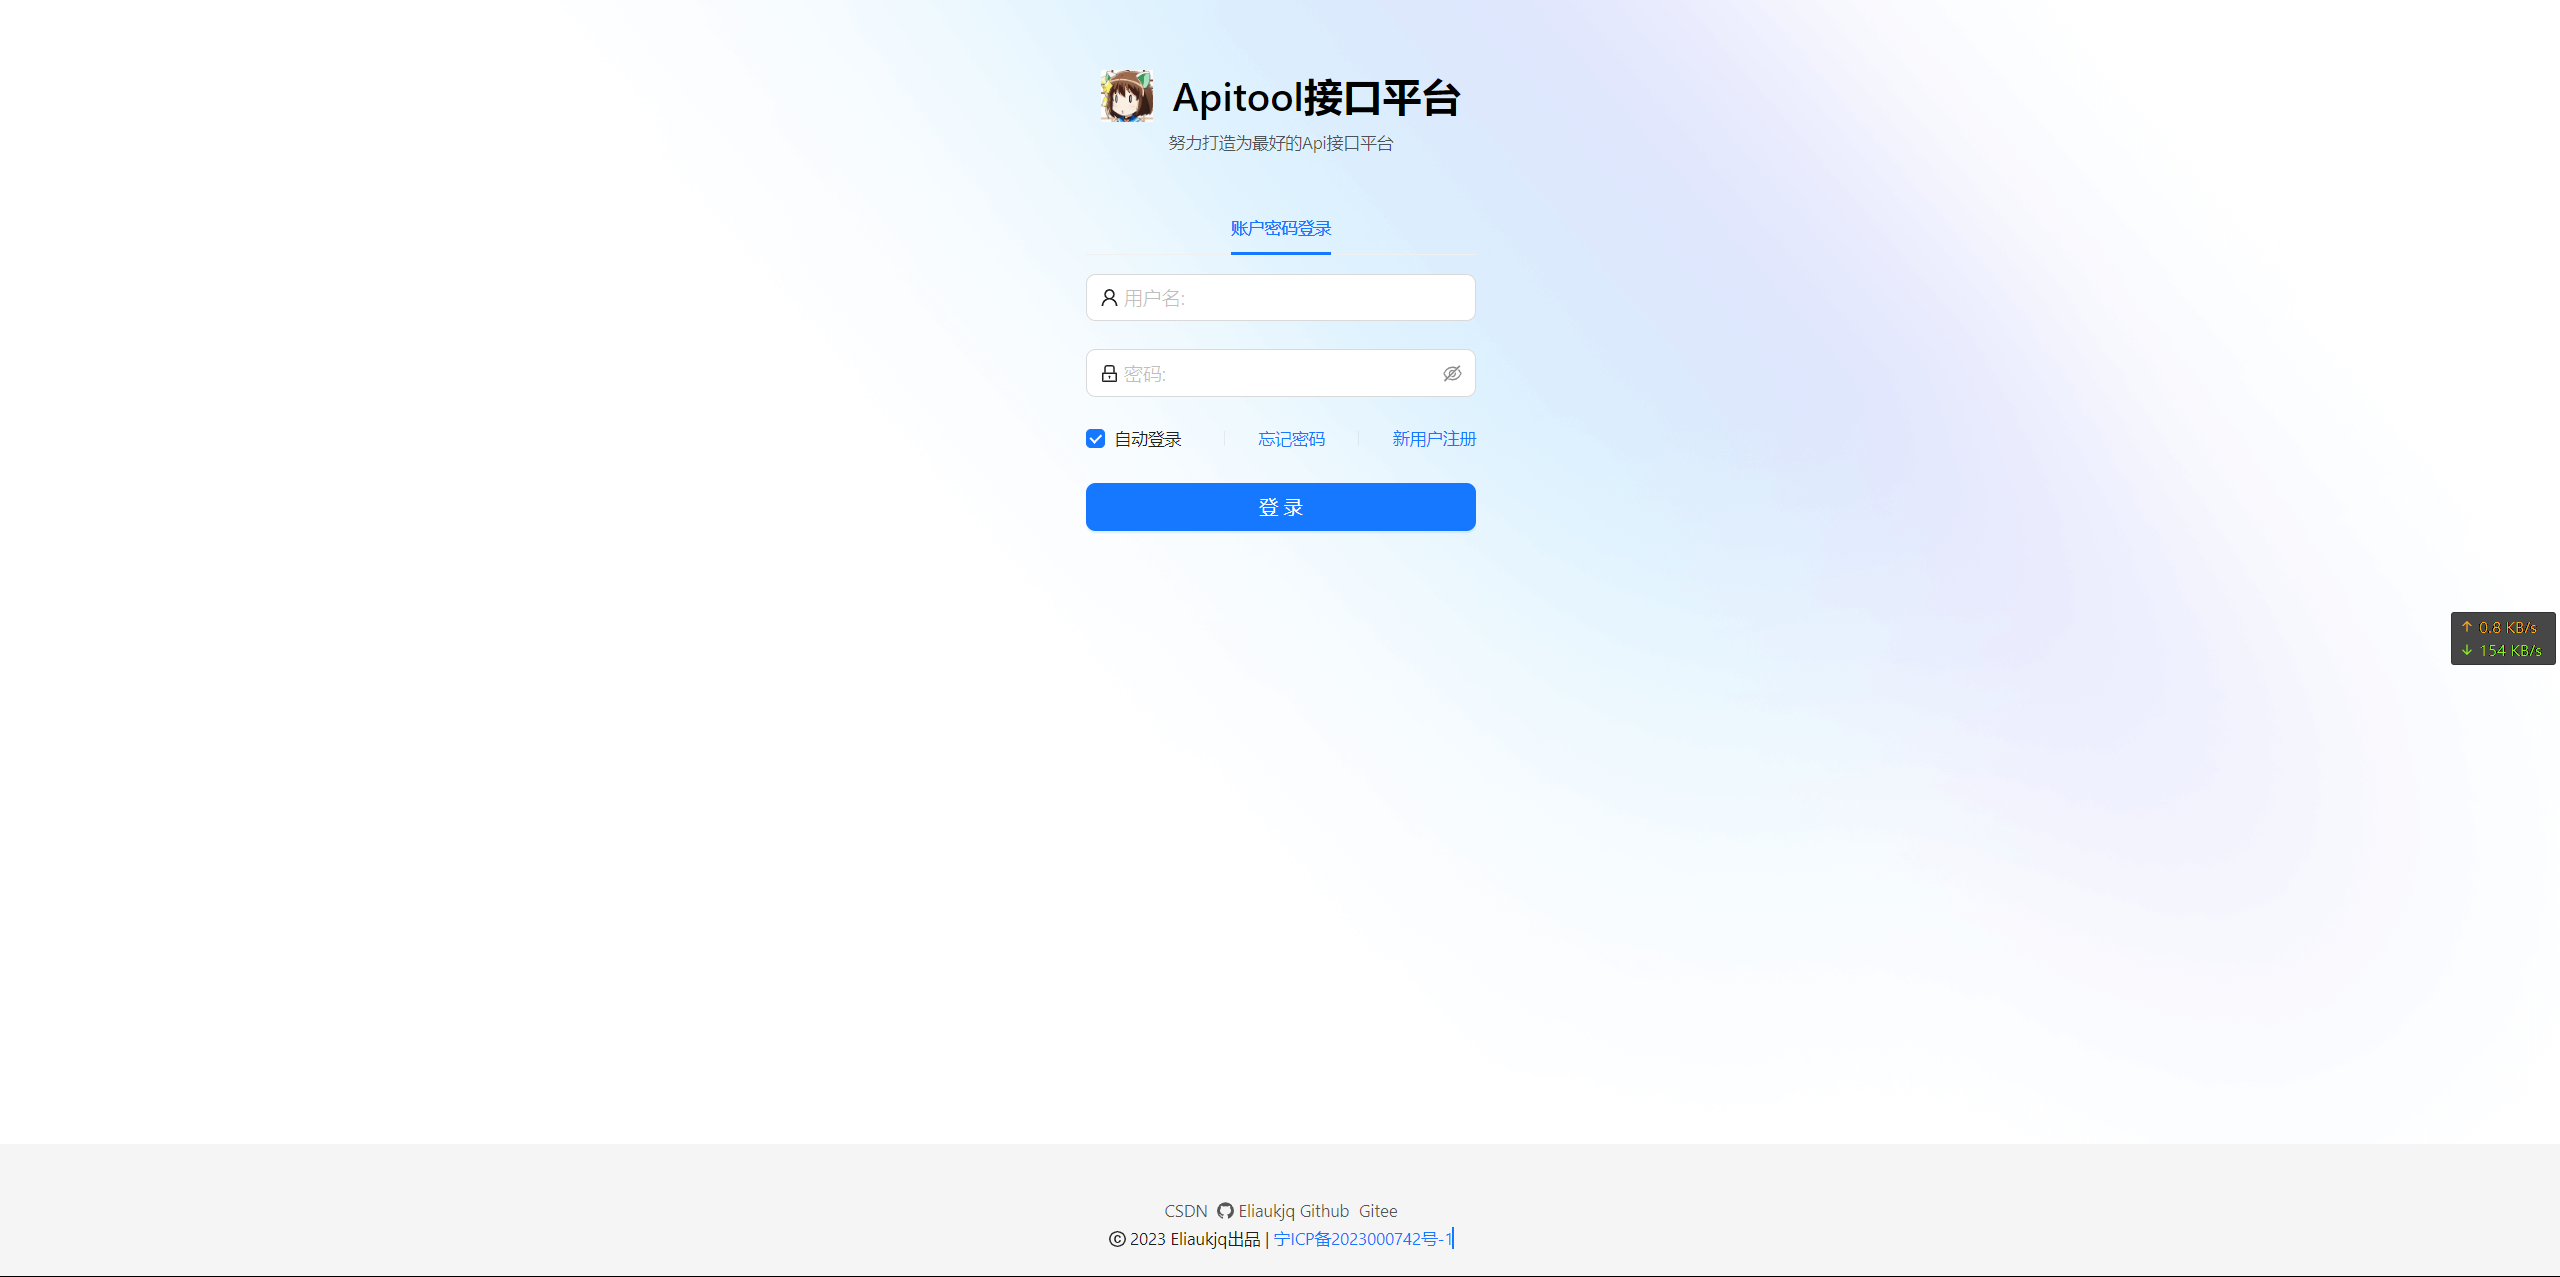 Apitool接口平台
努力打造为最好的Api接口平台
账户密码登录
用户名:
密码:
自动登录 忘记密码 新用户注册
登 录
↑ 0.8 KB/s
↓ 154 KB/s
CSDN Eliaukjq Github Gitee
© 2023 Eliaukjq出品 | 宁ICP备2023000742号-1